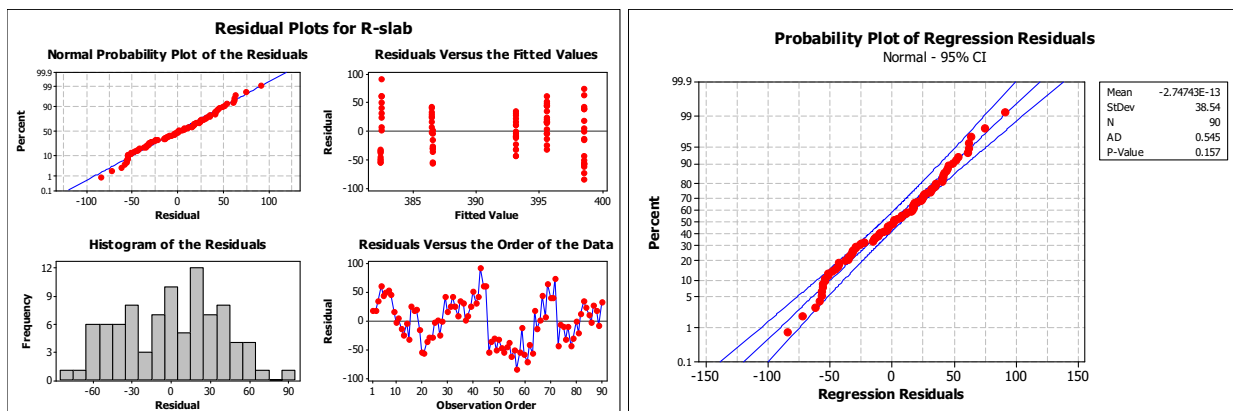 Residual Plots for R-slab
Normal Probability Plot of the Residuals
99.9
99
90
50
10
1
0.1
Percent
-100 -50 0 50 100
Residual
Residuals Versus the Fitted Values
100
50
0
-50
-100
Residual
385 390 395 400
Fitted Value
Histogram of the Residuals
12
9
6
3
0
Frequency
-60 -30 0 30 60 90
Residual
Residuals Versus the Order of the Data
100
50
0
-50
-100
Residual
1 10 20 30 40 50 60 70 80 90
Observation Order
Probability Plot of Regression Residuals
Normal - 95% CI
99.9
99
95
90
80
70
60
50
40
30
20
10
5
1
0.1
Percent
-150 -100 -50 0 50 100 150
Regression Residuals
Mean -2.74743E-13
StDev 38.54
N 90
AD 0.545
P-Value 0.157